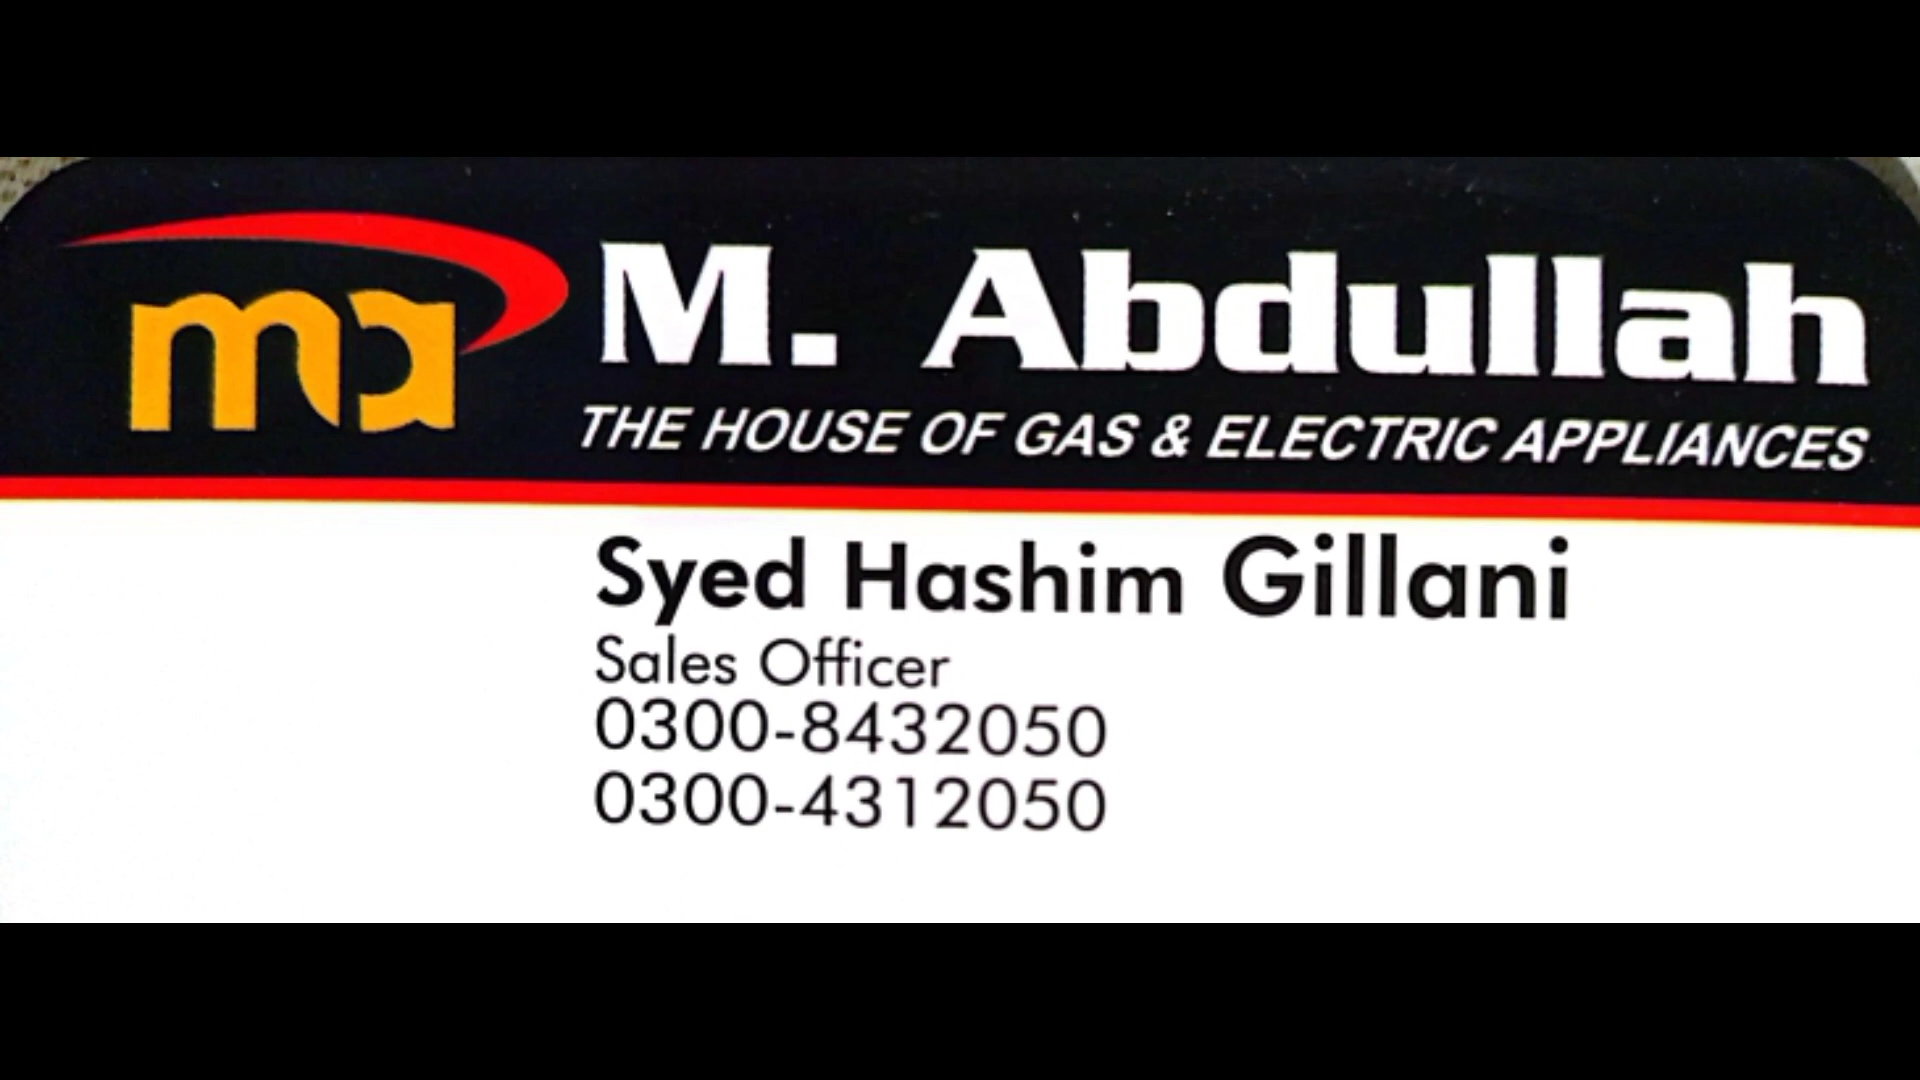 ma M. Abdullah
THE HOUSE OF GAS & ELECTRIC APPLIANCES
Syed Hashim Gillani
Sales Officer
0300-8432050
0300-4312050